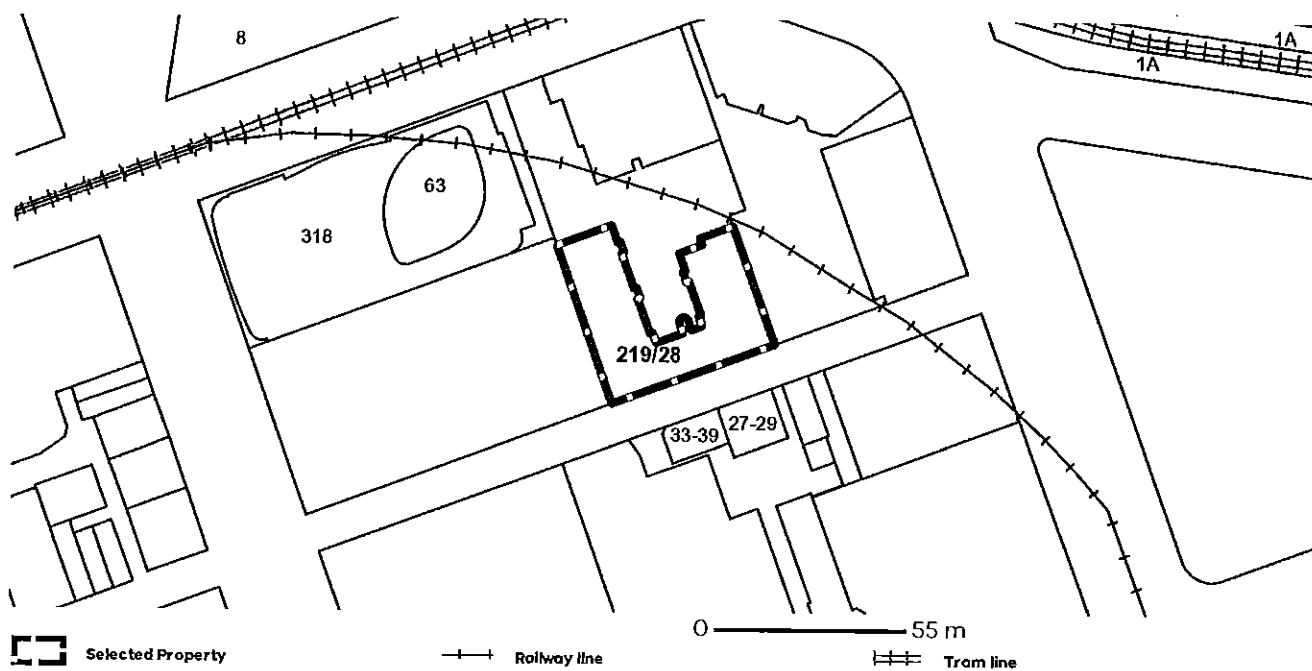 8
1A
1A
63
318
219/28
33-39
27-29
0 55 m
Selected Property
Railway line
Tram line